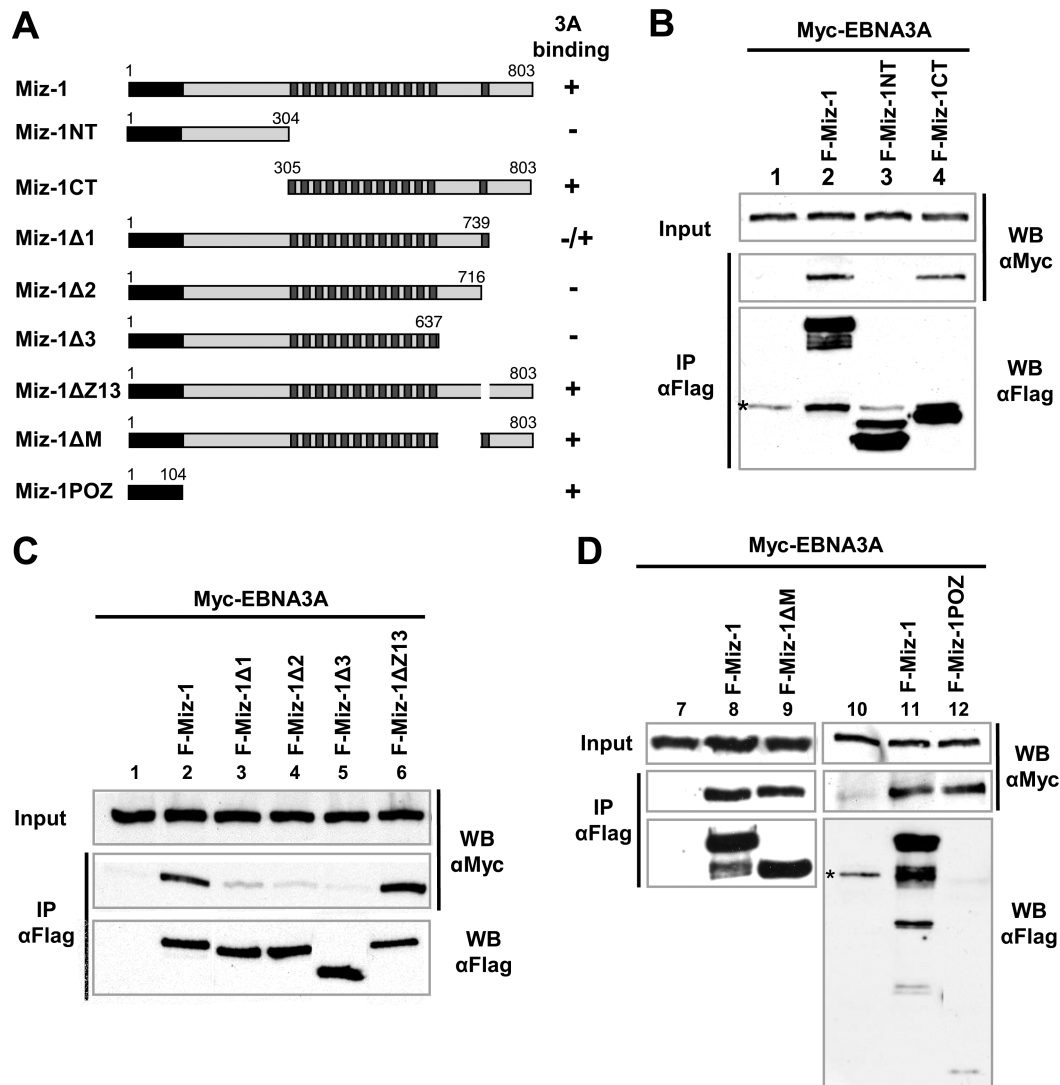 A
3A
binding
Miz-1
1
803
+
Miz-1NT
1
304
-
Miz-1CT
305
803
+
Miz-1Δ1
1
739
-/+
Miz-1Δ2
1
716
-
Miz-1Δ3
1
637
-
Miz-1ΔZ13
1
803
+
Miz-1ΔM
1
803
+
Miz-1POZ
1
104
+
B
Myc-EBNA3A
F-Miz-1
F-Miz-1NT
F-Miz-1CT
1 2 3 4
Input
WB
αMyc
IP
αFlag
WB
αFlag
*
C
Myc-EBNA3A
F-Miz-1
F-Miz-1Δ1
F-Miz-1Δ2
F-Miz-1Δ3
F-Miz-1ΔZ13
1 2 3 4 5 6
Input
WB
αMyc
IP
αFlag
WB
αFlag
D
Myc-EBNA3A
F-Miz-1
F-Miz-1ΔM
F-Miz-1
F-Miz-1POZ
7 8 9 10 11 12
Input
WB
αMyc
IP
αFlag
*
WB
αFlag